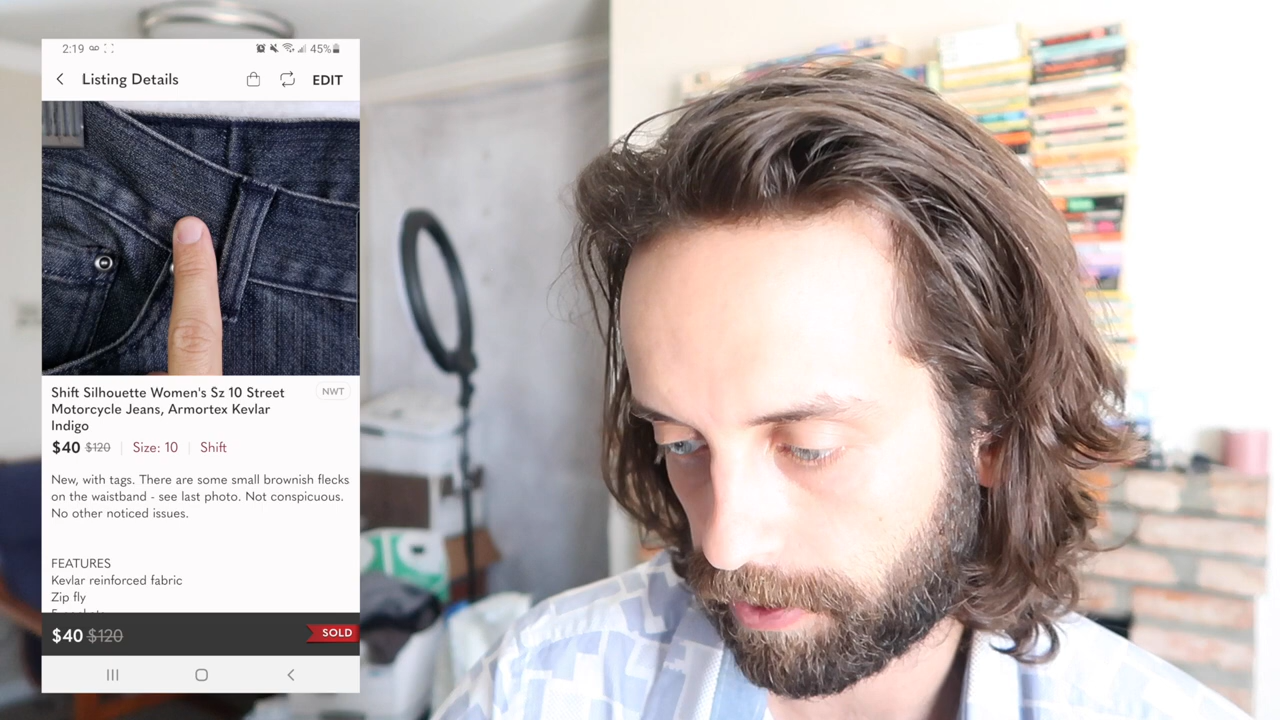 2:19
45%
Listing Details
EDIT
Shift Silhouette Women's Sz 10 Street
Motorcycle Jeans, Armortex Kevlar
Indigo
NWT
$40 $120 | Size: 10 | Shift
New, with tags. There are some small brownish flecks
on the waistband - see last photo. Not conspicuous.
No other noticed issues.
FEATURES
Kevlar reinforced fabric
Zip fly
$40 $120
SOLD